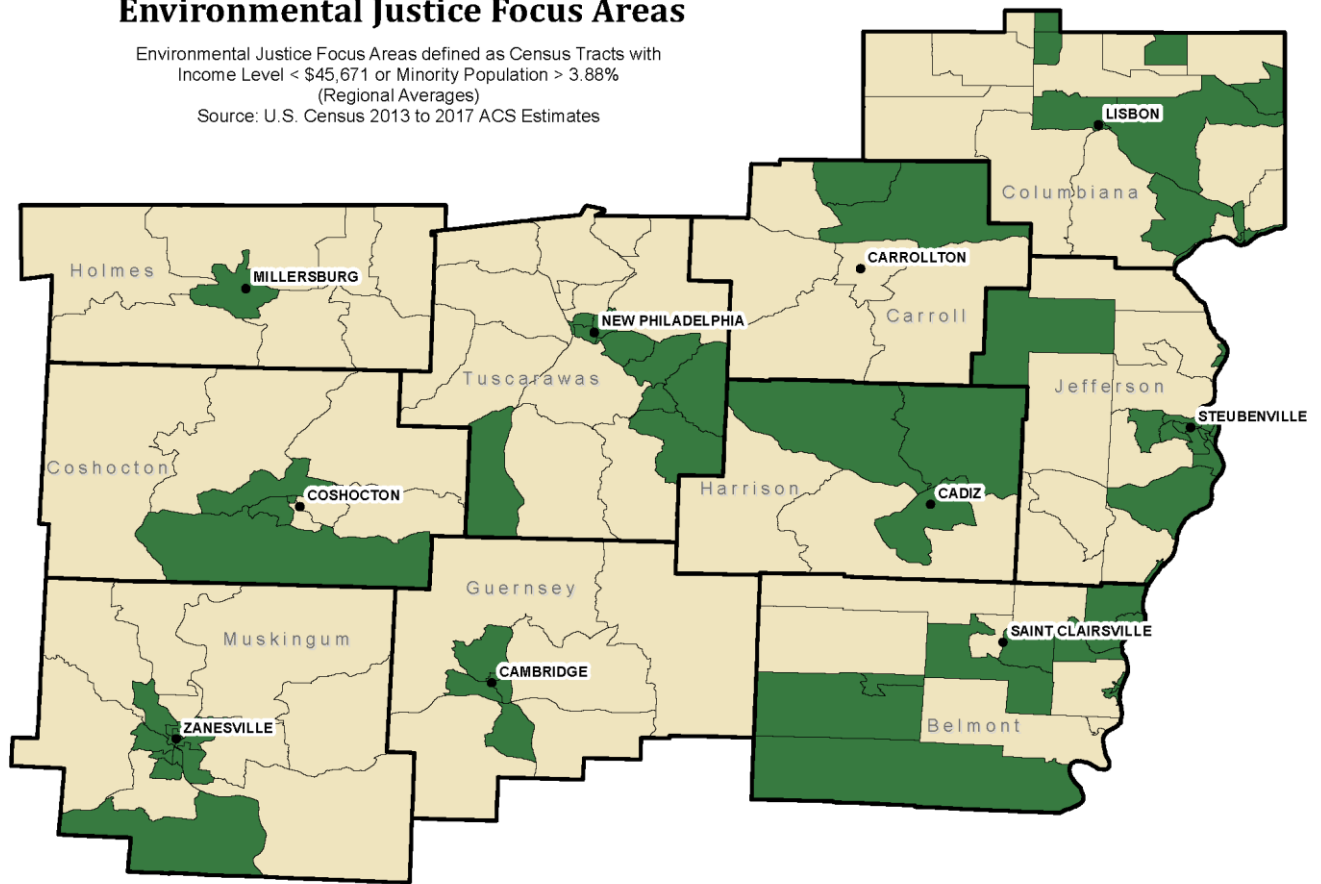 Environmental Justice Focus Areas
Environmental Justice Focus Areas defined as Census Tracts with
Income Level < $45,671 or Minority Population > 3.88%
(Regional Averages)
Source: U.S. Census 2013 to 2017 ACS Estimates
LISBON
Columbiana
CARROLLTON
Holmes
MILLERSBURG
Carroll
NEW PHILADELPHIA
Tuscarawas
Jefferson
STEUBENVILLE
Coshocton
COSHOCTON
Harrison
CADIZ
Guernsey
Muskingum
SAINT CLAIRSVILLE
CAMBRIDGE
ZANESVILLE
Belmont